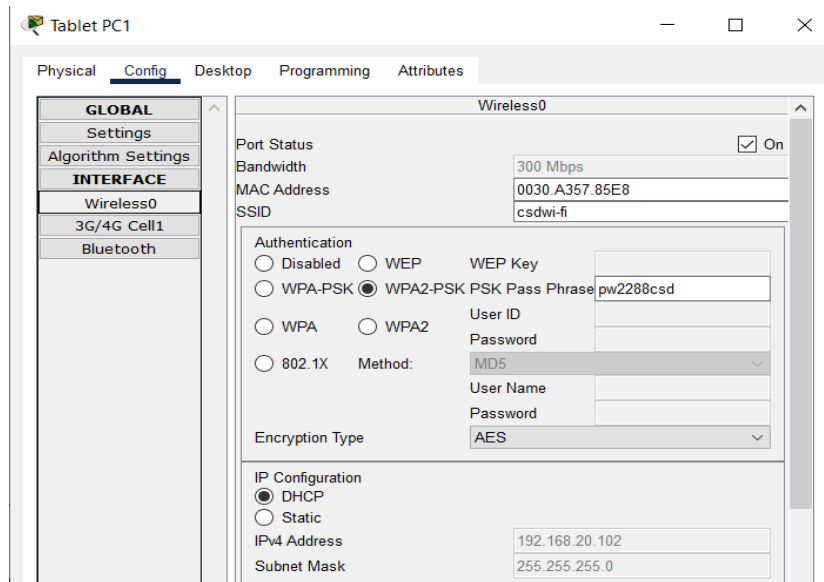 Tablet PC1
Physical Config Desktop Programming Attributes
GLOBAL
Settings
Algorithm Settings
INTERFACE
Wireless0
3G/4G Cell1
Bluetooth
Wireless0
Port Status On
Bandwidth 300 Mbps
MAC Address 0030.A357.85E8
SSID csdwi-fi
Authentication
Disabled WEP WEP Key
WPA-PSK WPA2-PSK PSK Pass Phrase pw2288csd
User ID
WPA WPA2
Password
802.1X Method: MD5
User Name
Password
Encryption Type AES
IP Configuration
DHCP
Static
IPv4 Address 192.168.20.102
Subnet Mask 255.255.255.0